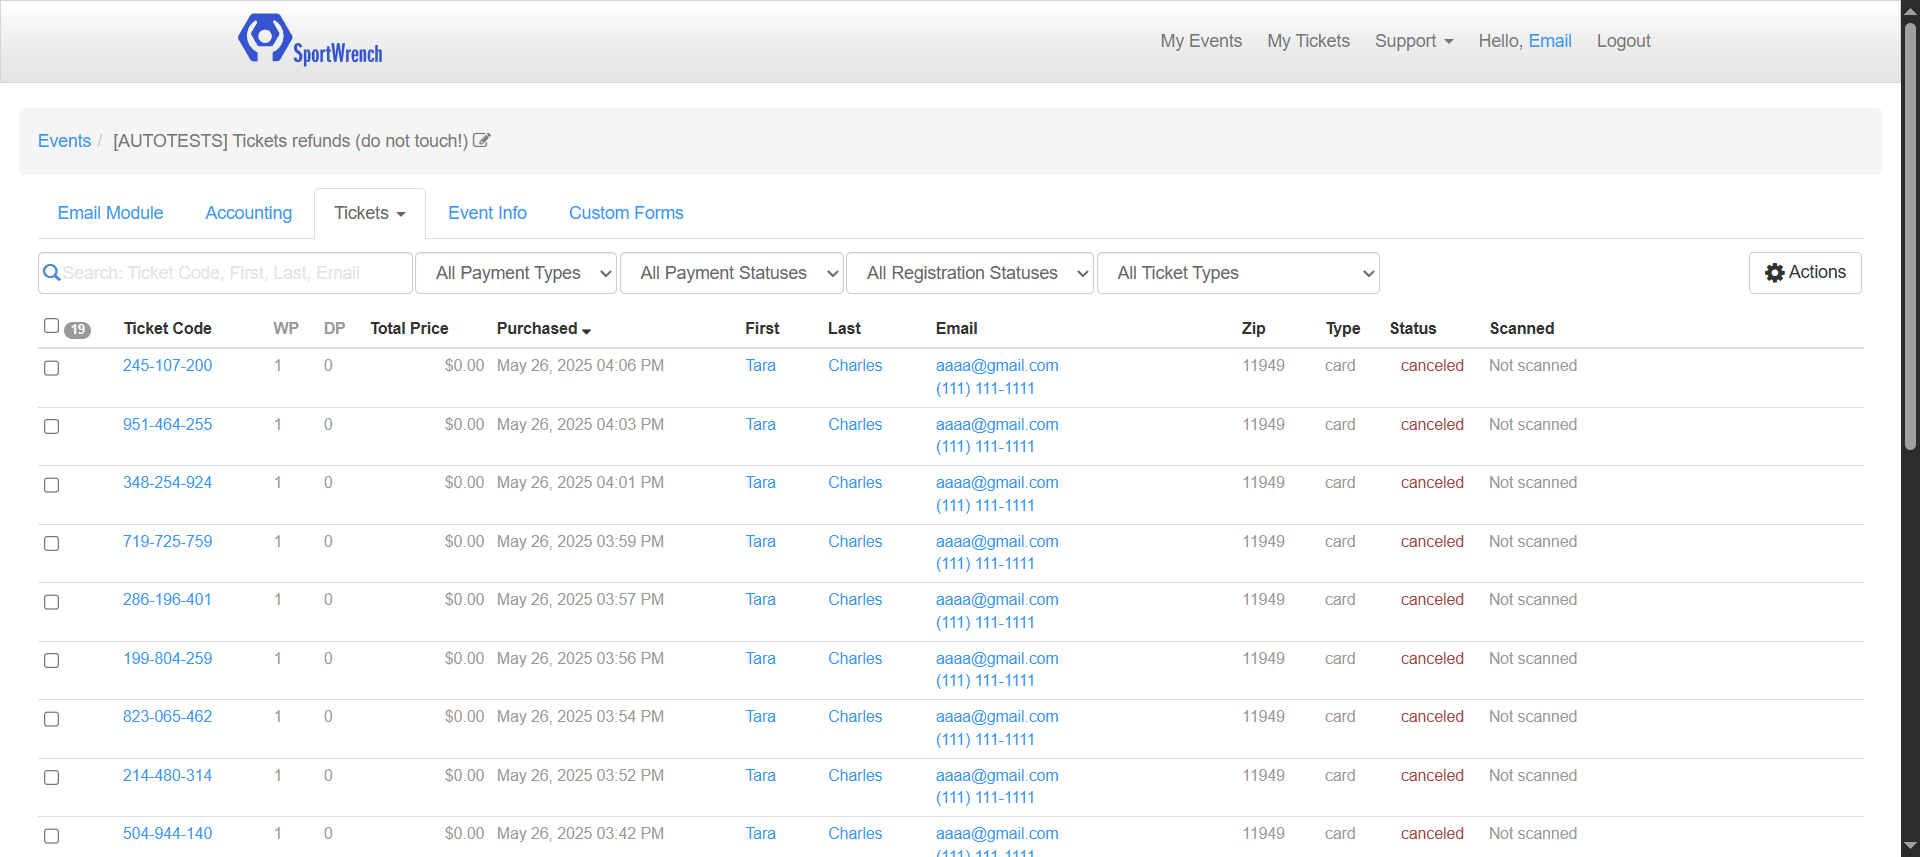 SportWrench
My Events My Tickets Support Hello, Email Logout
Events / [AUTOTESTS] Tickets refunds (do not touch!)
Email Module Accounting Tickets Event Info Custom Forms
Search: Ticket Code, First, Last, Email All Payment Types All Payment Statuses All Registration Statuses All Ticket Types Actions
19 Ticket Code WP DP Total Price Purchased First Last Email Zip Type Status Scanned
245-107-200 1 0 $0.00 May 26, 2025 04:06 PM Tara Charles aaaa@gmail.com 11949 card canceled Not scanned
(111) 111-1111
951-464-255 1 0 $0.00 May 26, 2025 04:03 PM Tara Charles aaaa@gmail.com 11949 card canceled Not scanned
(111) 111-1111
348-254-924 1 0 $0.00 May 26, 2025 04:01 PM Tara Charles aaaa@gmail.com 11949 card canceled Not scanned
(111) 111-1111
719-725-759 1 0 $0.00 May 26, 2025 03:59 PM Tara Charles aaaa@gmail.com 11949 card canceled Not scanned
(111) 111-1111
286-196-401 1 0 $0.00 May 26, 2025 03:57 PM Tara Charles aaaa@gmail.com 11949 card canceled Not scanned
(111) 111-1111
199-804-259 1 0 $0.00 May 26, 2025 03:56 PM Tara Charles aaaa@gmail.com 11949 card canceled Not scanned
(111) 111-1111
823-065-462 1 0 $0.00 May 26, 2025 03:54 PM Tara Charles aaaa@gmail.com 11949 card canceled Not scanned
(111) 111-1111
214-480-314 1 0 $0.00 May 26, 2025 03:52 PM Tara Charles aaaa@gmail.com 11949 card canceled Not scanned
(111) 111-1111
504-944-140 1 0 $0.00 May 26, 2025 03:42 PM Tara Charles aaaa@gmail.com 11949 card canceled Not scanned
(111) 111-1111